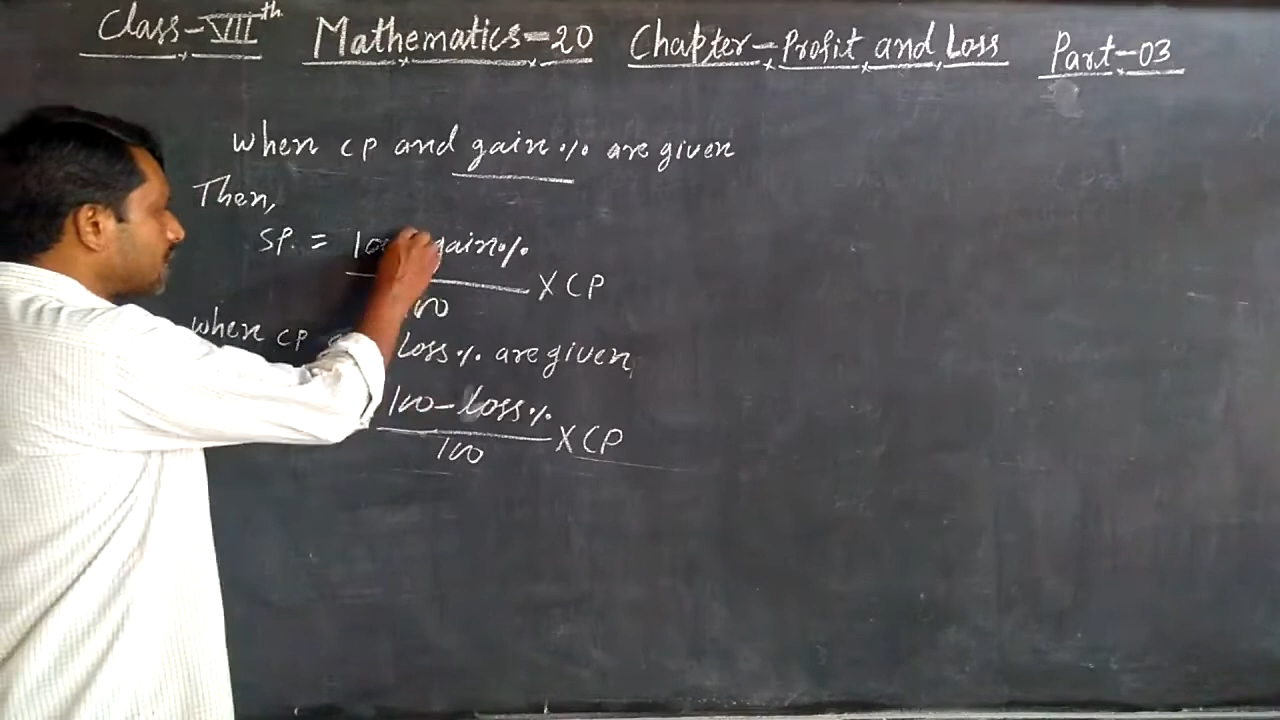 Class-VIIIth Mathematics-20 Chapter-Profit and Loss Part-03
When CP and gain% are given
Then,
SP. = gain%
100 × CP
when CP Loss% are given,
100-Loss%
100 × CP